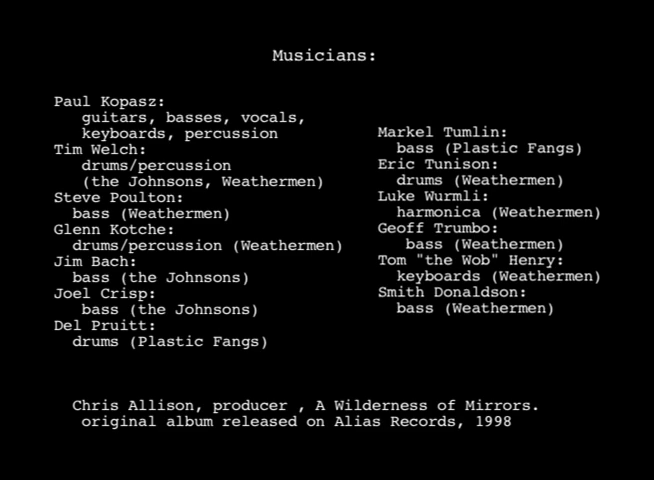 Musicians:
Paul Kopasz:
guitars, basses, vocals,
keyboards, percussion
Tim Welch:
drums/percussion
(the Johnsons, Weathermen)
Steve Poulton:
bass (Weathermen)
Glenn Kotche:
drums/percussion (Weathermen)
Jim Bach:
bass (the Johnsons)
Joel Crisp:
bass (the Johnsons)
Del Pruitt:
drums (Plastic Fangs)
Markel Tumlin:
bass (Plastic Fangs)
Eric Tunison:
drums (Weathermen)
Luke Wurmli:
harmonica (Weathermen)
Geoff Trumbo:
bass (Weathermen)
Tom "the Wob" Henry:
keyboards (Weathermen)
Smith Donaldson:
bass (Weathermen)
Chris Allison, producer , A Wilderness of Mirrors.
original album released on Alias Records, 1998